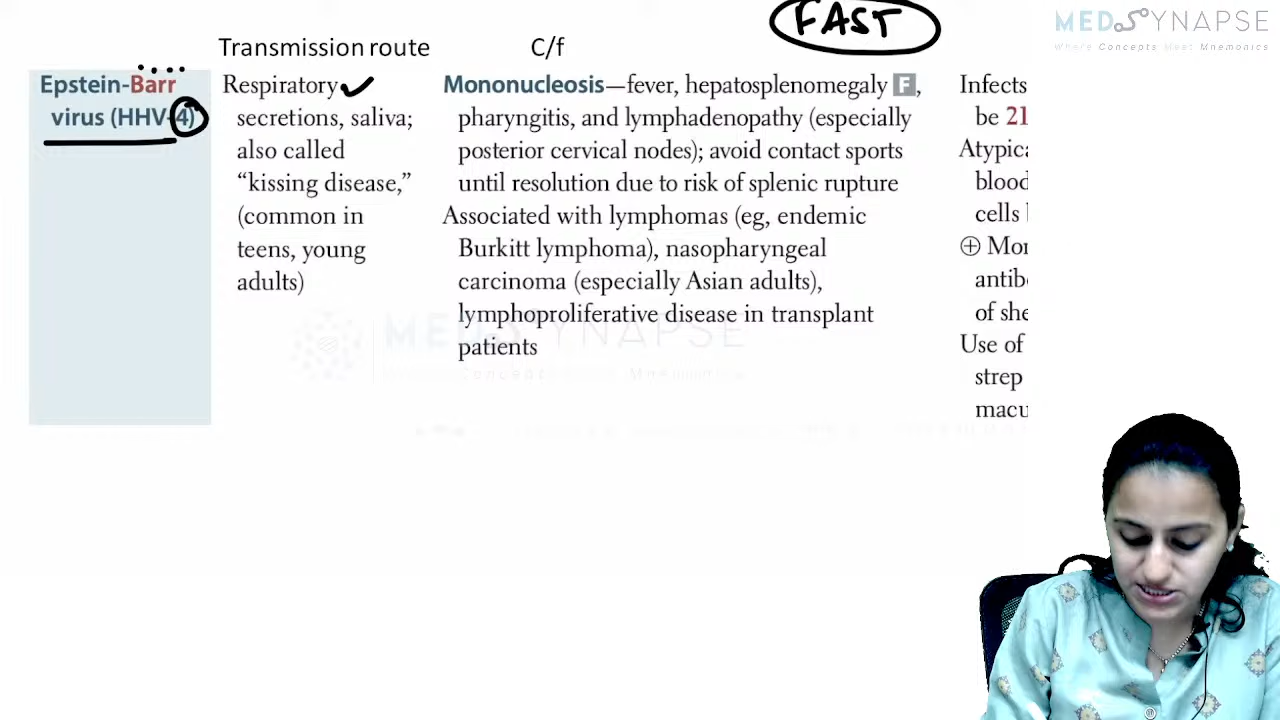 FAST
MEDSYNAPSE
Where Concepts Meet Mnemonics
Transmission route C/f
Epstein-Barr
virus (HHV-4)
Respiratory
secretions, saliva;
also called
“kissing disease,”
(common in
teens, young
adults)
Mononucleosis—fever, hepatosplenomegaly F,
pharyngitis, and lymphadenopathy (especially
posterior cervical nodes); avoid contact sports
until resolution due to risk of splenic rupture
Associated with lymphomas (eg, endemic
Burkitt lymphoma), nasopharyngeal
carcinoma (especially Asian adults),
lymphoproliferative disease in transplant
patients
Infects
be 21
Atypica
blood
cells
⊕ Mon
antib
of she
Use of
strep
macu
MEDSYNAPSE